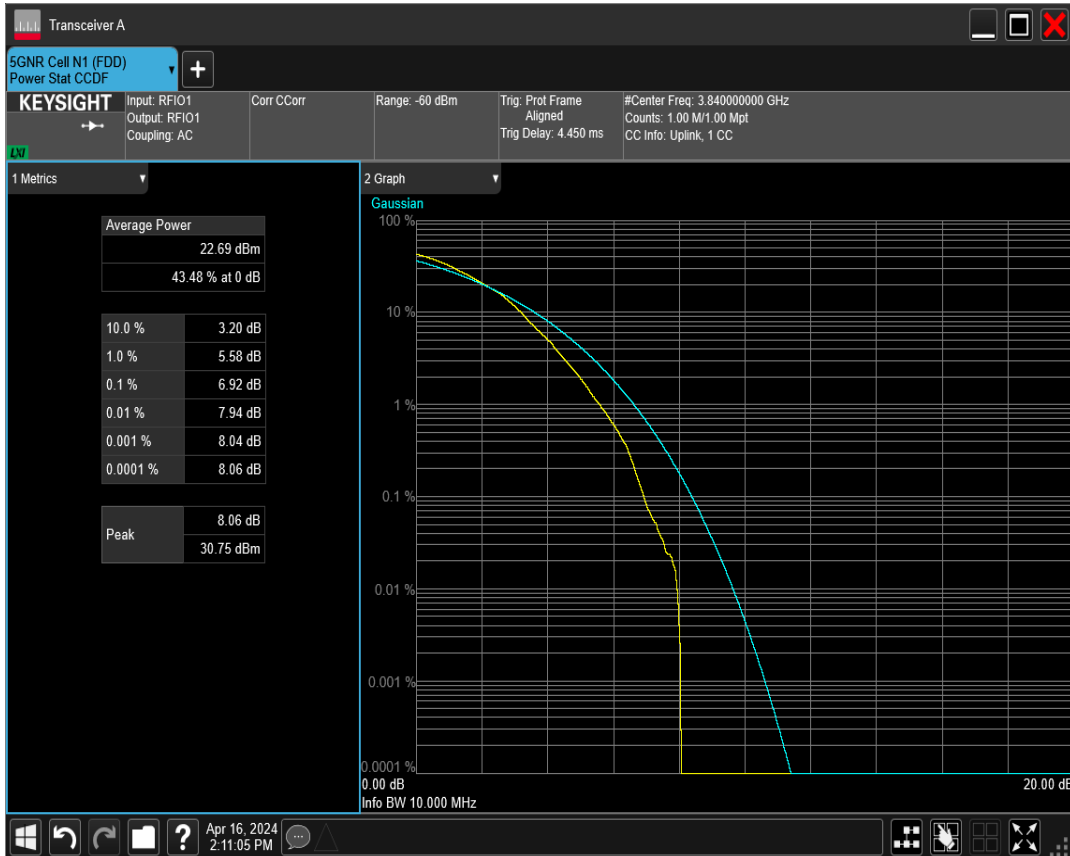 Transceiver A
5GNR Cell N1 (FDD)
Power Stat CCDF
+
KEYSIGHT
LXI
Input: RFIO1
Output: RFIO1
Coupling: AC
Corr CCorr
Range: -60 dBm
Trig: Prot Frame
Aligned
Trig Delay: 4.450 ms
#Center Freq: 3.840000000 GHz
Counts: 1.00 M/1.00 Mpt
CC Info: Uplink, 1 CC
1 Metrics
Average Power
22.69 dBm
43.48 % at 0 dB
10.0 % 3.20 dB
1.0 % 5.58 dB
0.1 % 6.92 dB
0.01 % 7.94 dB
0.001 % 8.04 dB
0.0001 % 8.06 dB
Peak
8.06 dB
30.75 dBm
2 Graph
Gaussian
100 %
10 %
1 %
0.1 %
0.01 %
0.001 %
0.0001 %
0.00 dB 20.00 dB
Info BW 10.000 MHz
?
Apr 16, 2024
2:11:05 PM